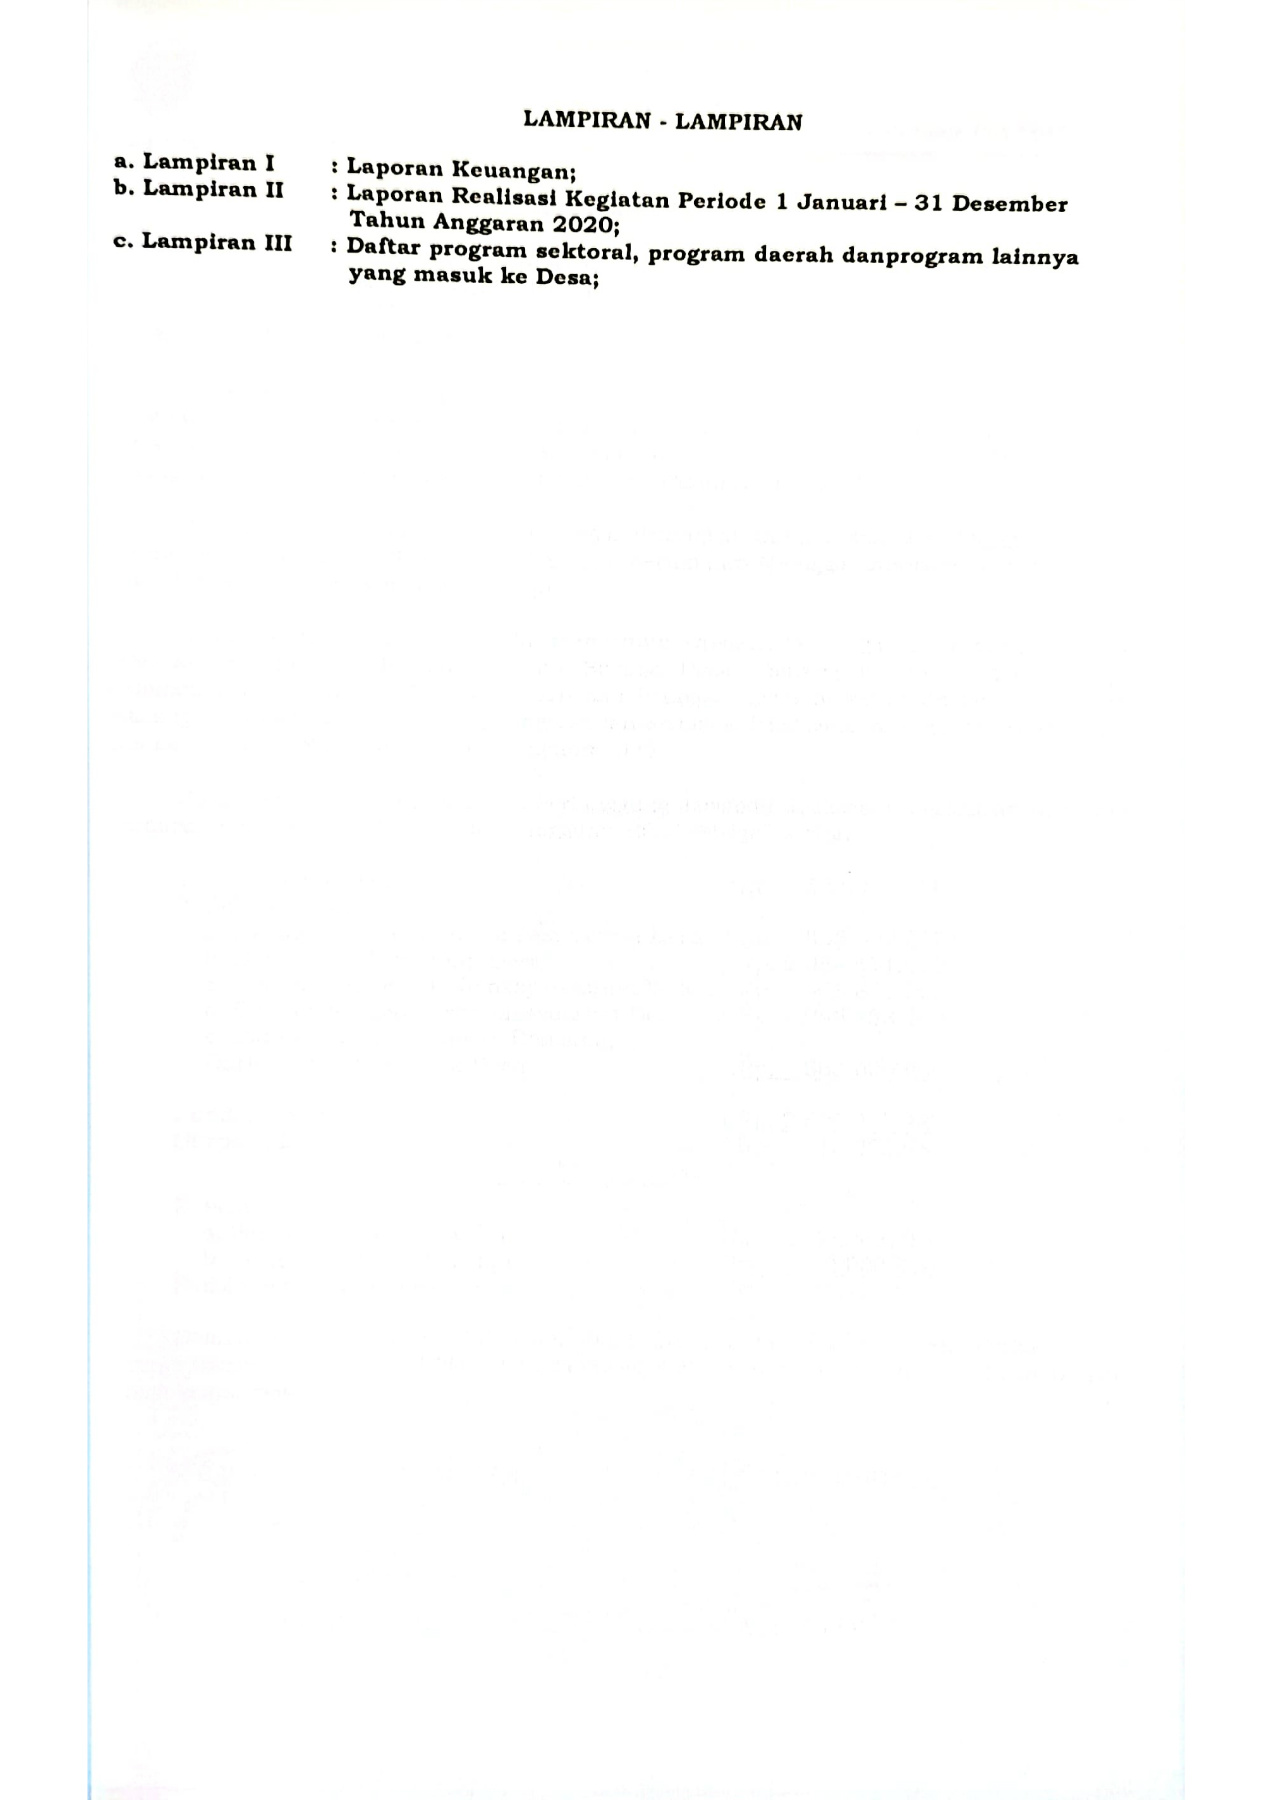 LAMPIRAN - LAMPIRAN
a. Lampiran I : Laporan Keuangan;
b. Lampiran II : Laporan Realisasi Kegiatan Periode 1 Januari – 31 Desember
Tahun Anggaran 2020;
c. Lampiran III : Daftar program sektoral, program daerah danprogram lainnya
yang masuk ke Desa;